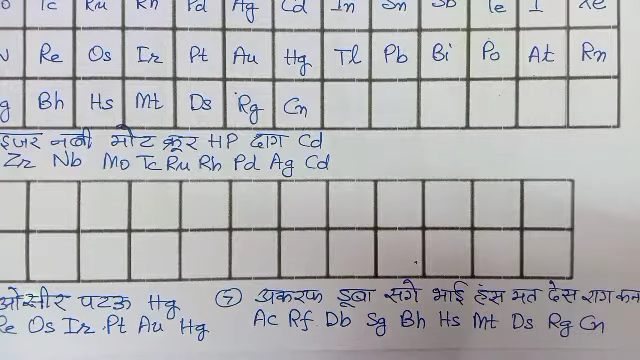 Tc Ru Rh Pd Ag Cd In Sn Sb Te I Xe
Re Os Ir Pt Au Hg Tl Pb Bi Po At Rn
g Bh Hs Mt Ds Rg Cn
इजर नबी मोट क्रूर HP दाग Cd
Zr Nb Mo Tc Ru Rh Pd Ag Cd
ओसीर पटऊ Hg
Re Os Ir Pt Au Hg
⑦ अकरफ डूबा सगे भाई हंस मत देस राग कन
Ac Rf Db Sg Bh Hs Mt Ds Rg Cn